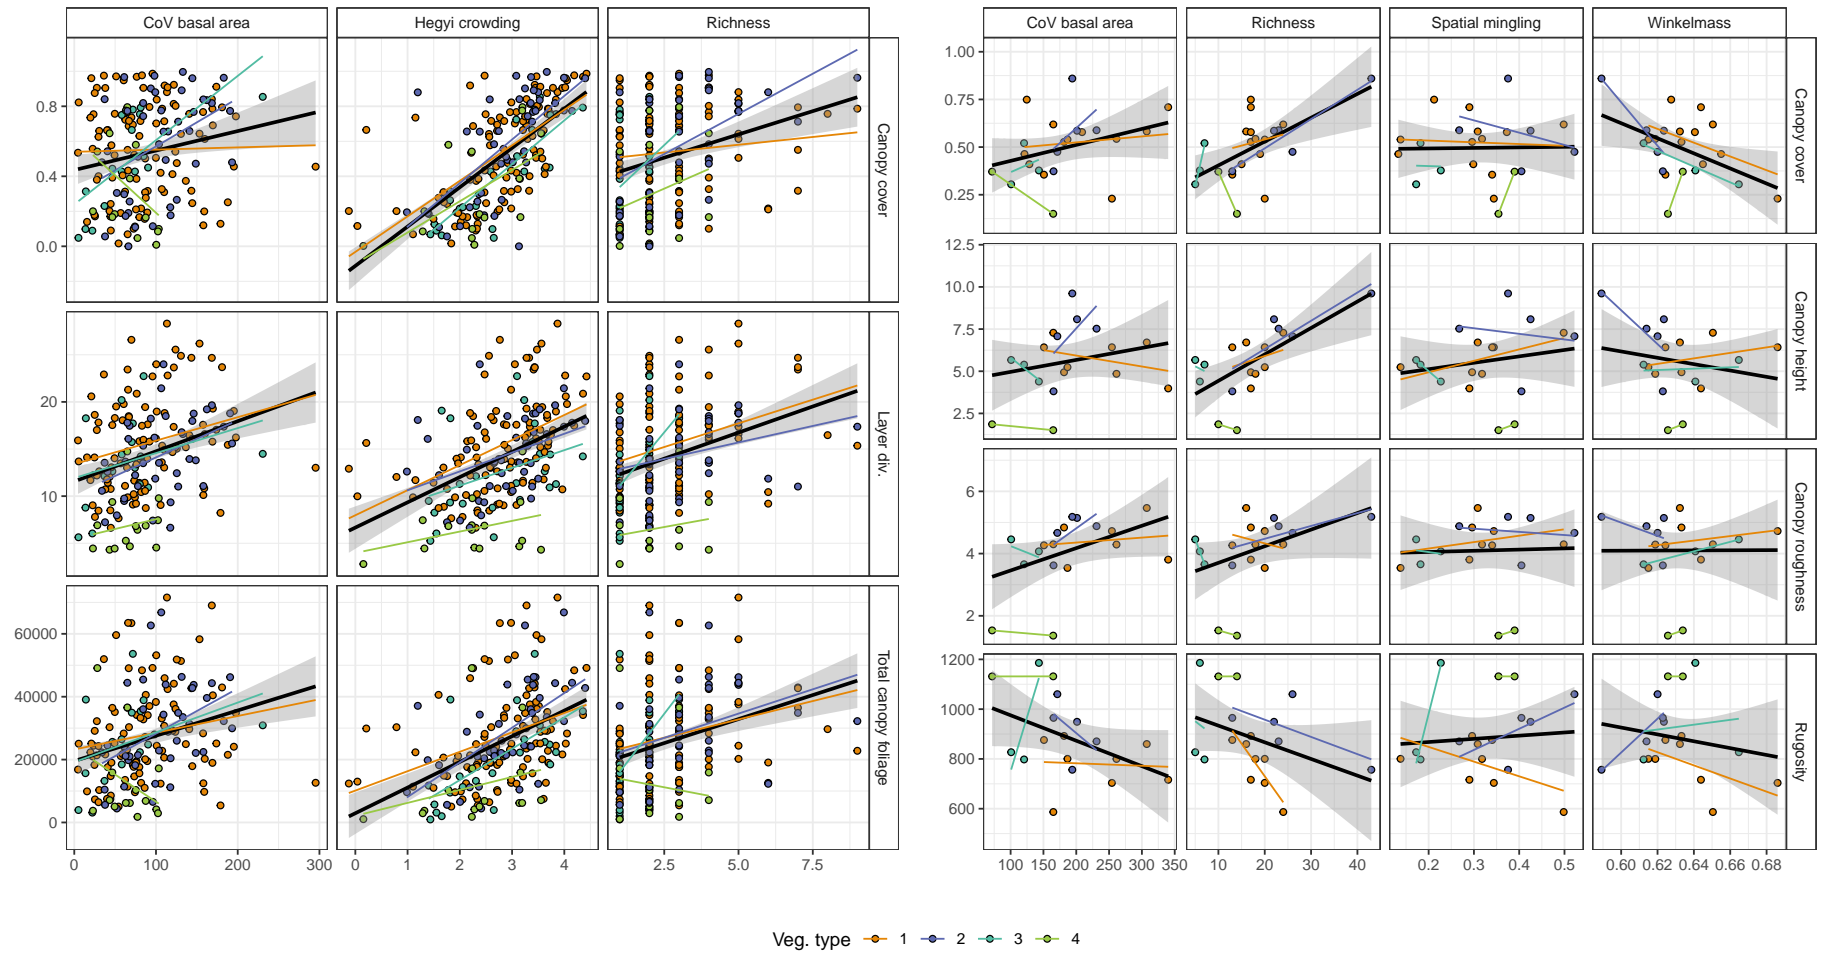 CoV basal area Hegyi crowding Richness
0.8
0.4
0.0
Canopy cover
20
10
Layer div.
60000
40000
20000
0
Total canopy foliage
0 100 200 300 0 1 2 3 4 2.5 5.0 7.5
CoV basal area Richness Spatial mingling Winkelmass
1.00
0.75
0.50
0.25
Canopy cover
12.5
10.0
7.5
5.0
2.5
Canopy height
6
4
2
Canopy roughness
1200
1000
800
600
Rugosity
100 150 200 250 300 350 10 20 30 40 0.2 0.3 0.4 0.5 0.60 0.62 0.64 0.66 0.68
Veg. type 1 2 3 4